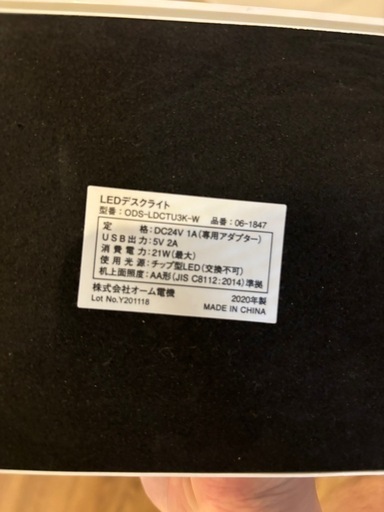 LEDデスクライト
型番：ODS-LDCTU3K-W 品番：06-1847
定格：DC24V 1A(専用アダプター)
USB出力：5V 2A
消費電力：21W(最大)
使用光源：チップ型LED(交換不可)
机上面照度：AA形(JIS C8112:2014)準拠
株式会社オーム電機 2020年製
Lot No.Y201118 MADE IN CHINA